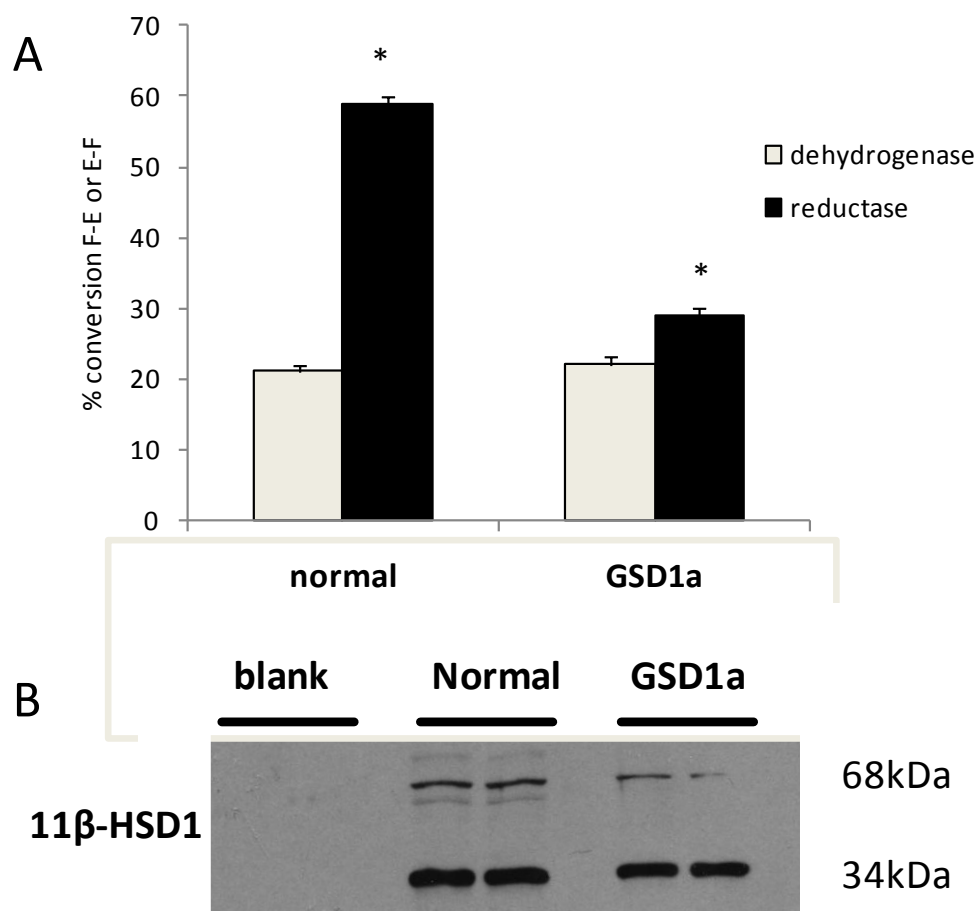 A
70
60
50
40
30
20
10
0
% conversion F-E or E-F
*
*
dehydrogenase
reductase
normal GSD1a
B
blank Normal GSD1a
11β-HSD1
68kDa
34kDa